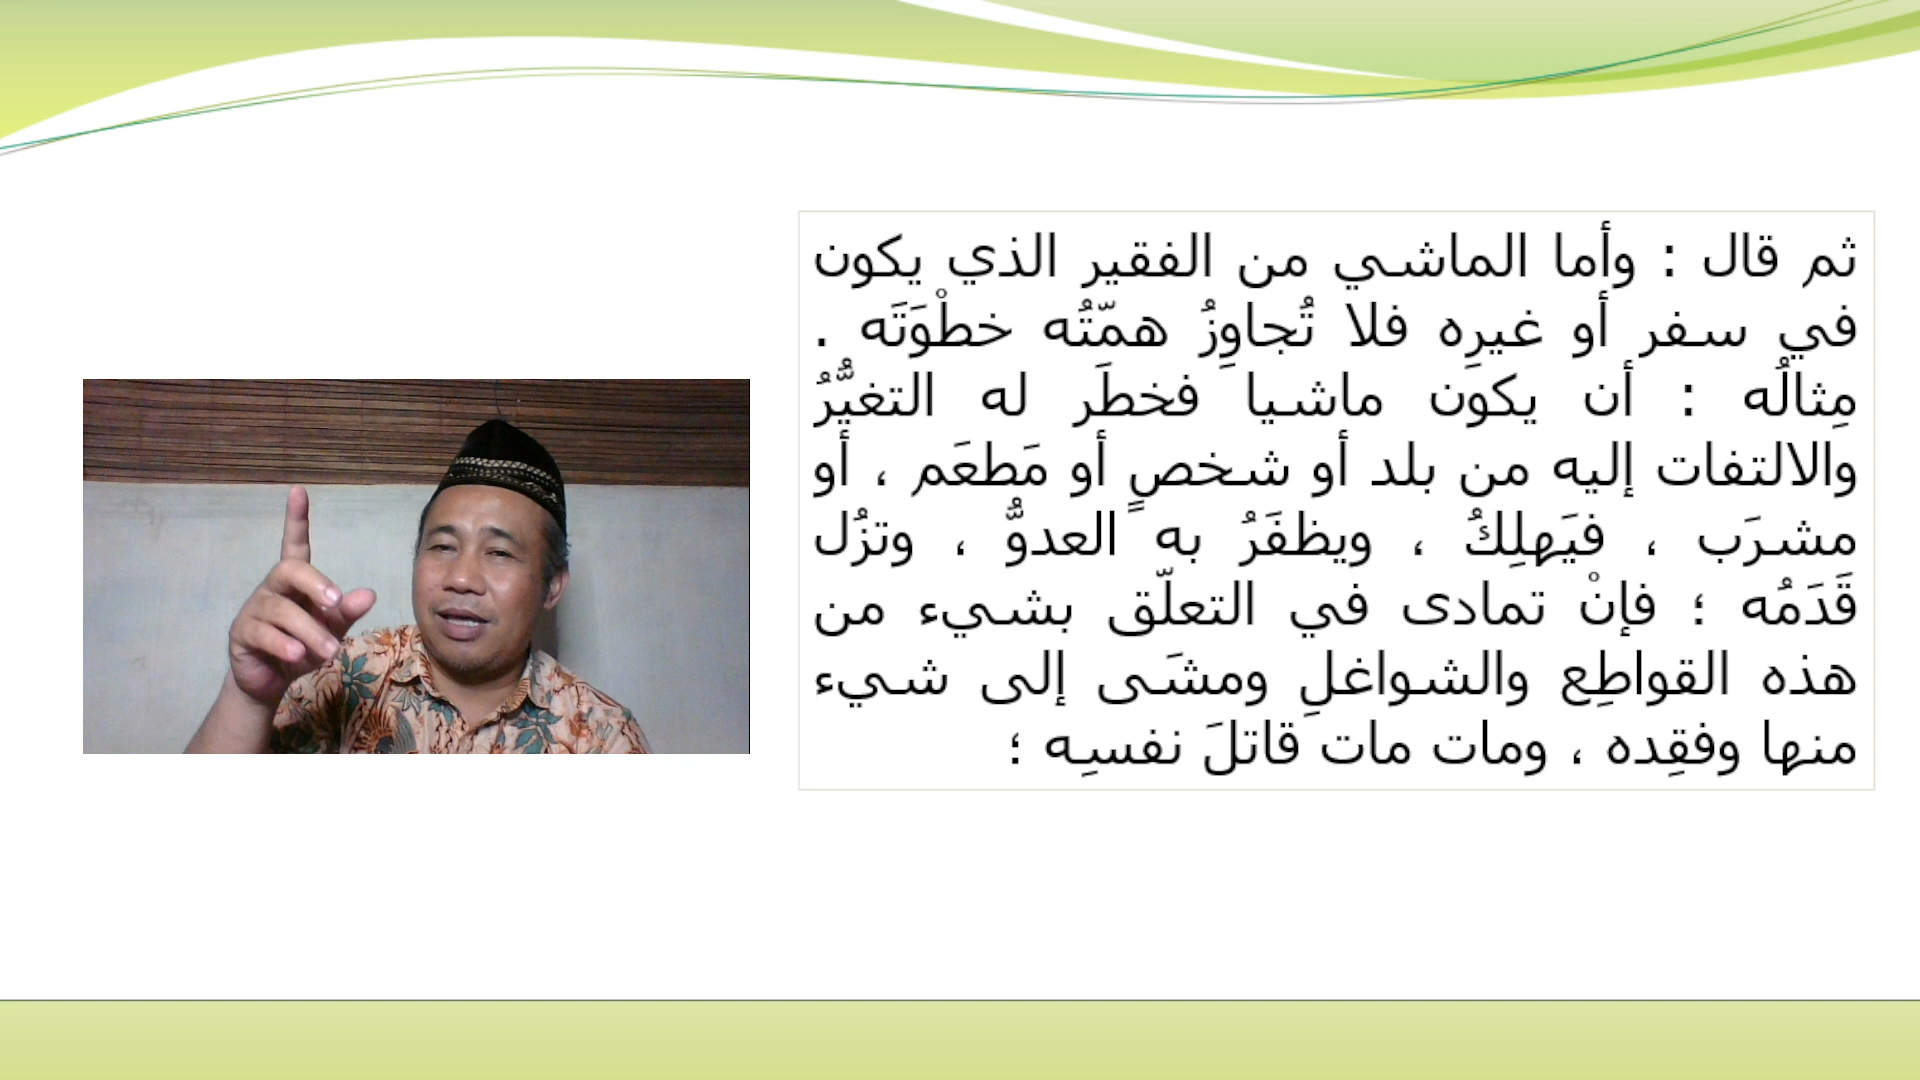 ثم قال : وأما الماشي من الفقير الذي يكون
في سفر أو غيرِه فلا تُجاوِزُ همّتُه خطْوَتَه .
مِثالُه : أن يكون ماشيا فخطَر له التغيُّرُ
والالتفات إليه من بلد أو شخصٍ أو مَطعَم ، أو
مشرَب ، فيَهلِكُ ، ويظفَرُ به العدوُّ ، وتزُل
قَدَمُه ؛ فإنْ تمادى في التعلّق بشيء من
هذه القواطِع والشواغلِ ومشَى إلى شيء
منها وفقِده ، ومات مات قاتلَ نفسِه ؛